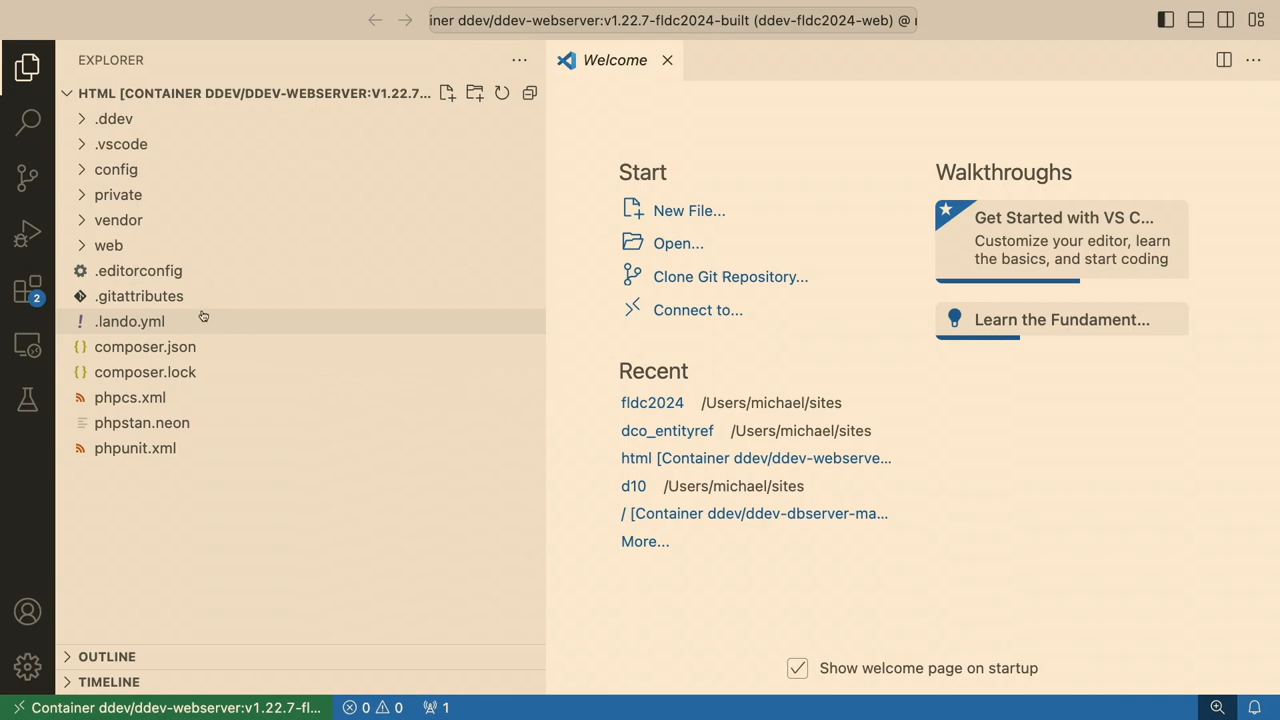 iner ddev/ddev-webserver:v1.22.7-fldc2024-built (ddev-fldc2024-web) @
EXPLORER
HTML [CONTAINER DDEV/DDEV-WEBSERVER:V1.22.7...
.ddev
.vscode
config
private
vendor
web
.editorconfig
.gitattributes
.lando.yml
composer.json
composer.lock
phpcs.xml
phpstan.neon
phpunit.xml
OUTLINE
TIMELINE
2
Welcome
Start
New File...
Open...
Clone Git Repository...
Connect to...
Recent
fldc2024 /Users/michael/sites
dco_entityref /Users/michael/sites
html [Container ddev/ddev-webserve...
d10 /Users/michael/sites
/ [Container ddev/ddev-dbserver-ma...
More...
Walkthroughs
Get Started with VS C...
Customize your editor, learn
the basics, and start coding
Learn the Fundament...
Show welcome page on startup
Container ddev/ddev-webserver:v1.22.7-fl... 0 0 1